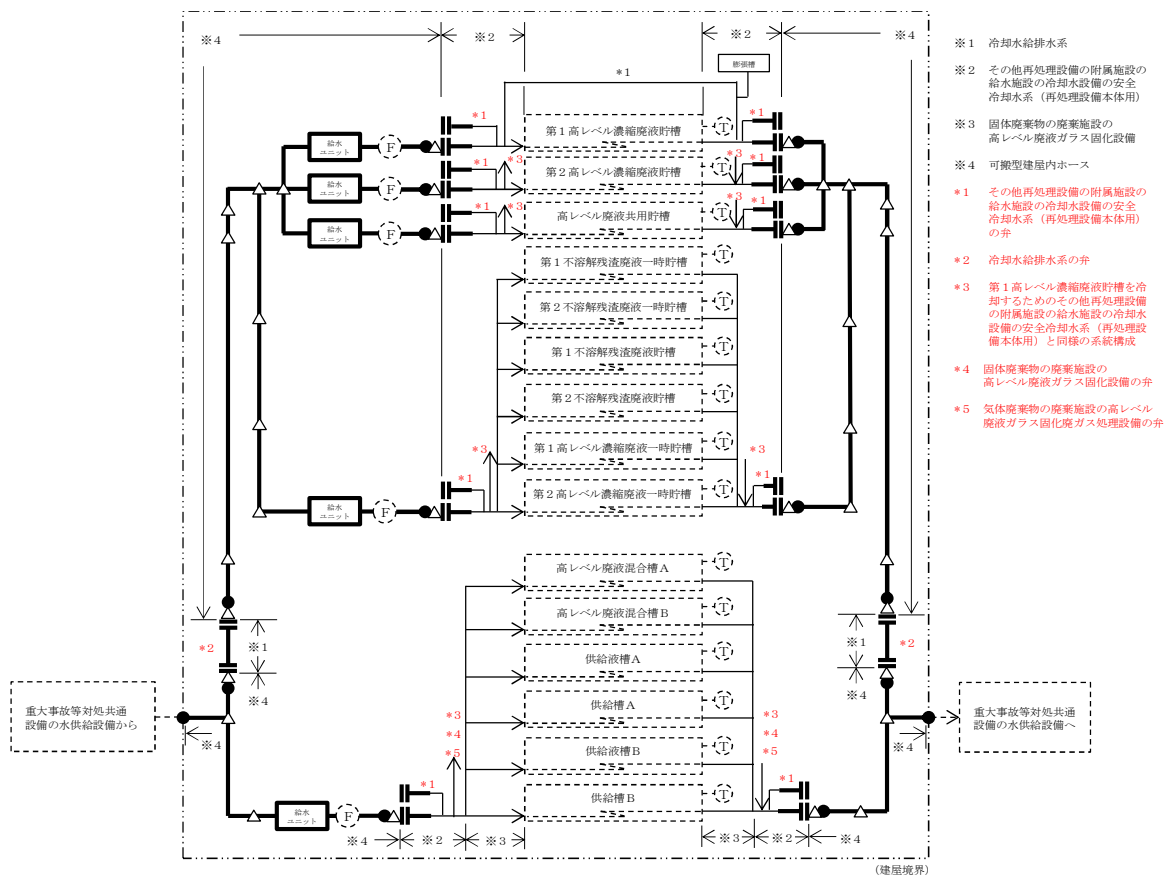 ※4
※2
※2
※4
膨張槽
*1
*1
*1
第1高レベル濃縮廃液貯槽
T
給水
ユニット
F
*1
*3
第2高レベル濃縮廃液貯槽
T
*3
*1
給水
ユニット
F
*1
*3
高レベル廃液共用貯槽
T
*3
*1
給水
ユニット
F
第1不溶解残渣廃液一時貯槽
T
第2不溶解残渣廃液一時貯槽
T
第1不溶解残渣廃液貯槽
T
第2不溶解残渣廃液貯槽
T
*3
第1高レベル濃縮廃液一時貯槽
T
*3
*1
第2高レベル濃縮廃液一時貯槽
T
*1
給水
ユニット
F
高レベル廃液混合槽A
T
高レベル廃液混合槽B
T
供給液槽A
T
供給槽A
T
供給液槽B
T
供給槽B
T
*2
※1
※4
※1
※4
*2
重大事故等対処共通
設備の水供給設備から
※4
重大事故等対処共通
設備の水供給設備へ
※4
*3
*4
*5
*3
*4
*5
*1
*1
給水
ユニット
F
※4
※2
※3
※3
※2
※4
(建屋境界)
※1 冷却水給排水系
※2 その他再処理設備の附属施設の
給水施設の冷却水設備の安全
冷却水系(再処理設備本体用)
※3 固体廃棄物の廃棄施設の
高レベル廃液ガラス固化設備
※4 可搬型建屋内ホース
*1 その他再処理設備の附属施設の
給水施設の冷却水設備の安全
冷却水系(再処理設備本体用)
の弁
*2 冷却水給排水系の弁
*3 第1高レベル濃縮廃液貯槽を冷
却するためのその他再処理設備
の附属施設の給水施設の冷却水
設備の安全冷却水系(再処理設
備本体用)と同様の系統構成
*4 固体廃棄物の廃棄施設の
高レベル廃液ガラス固化設備の弁
*5 気体廃棄物の廃棄施設の高レベル
廃液ガラス固化廃ガス処理設備の弁